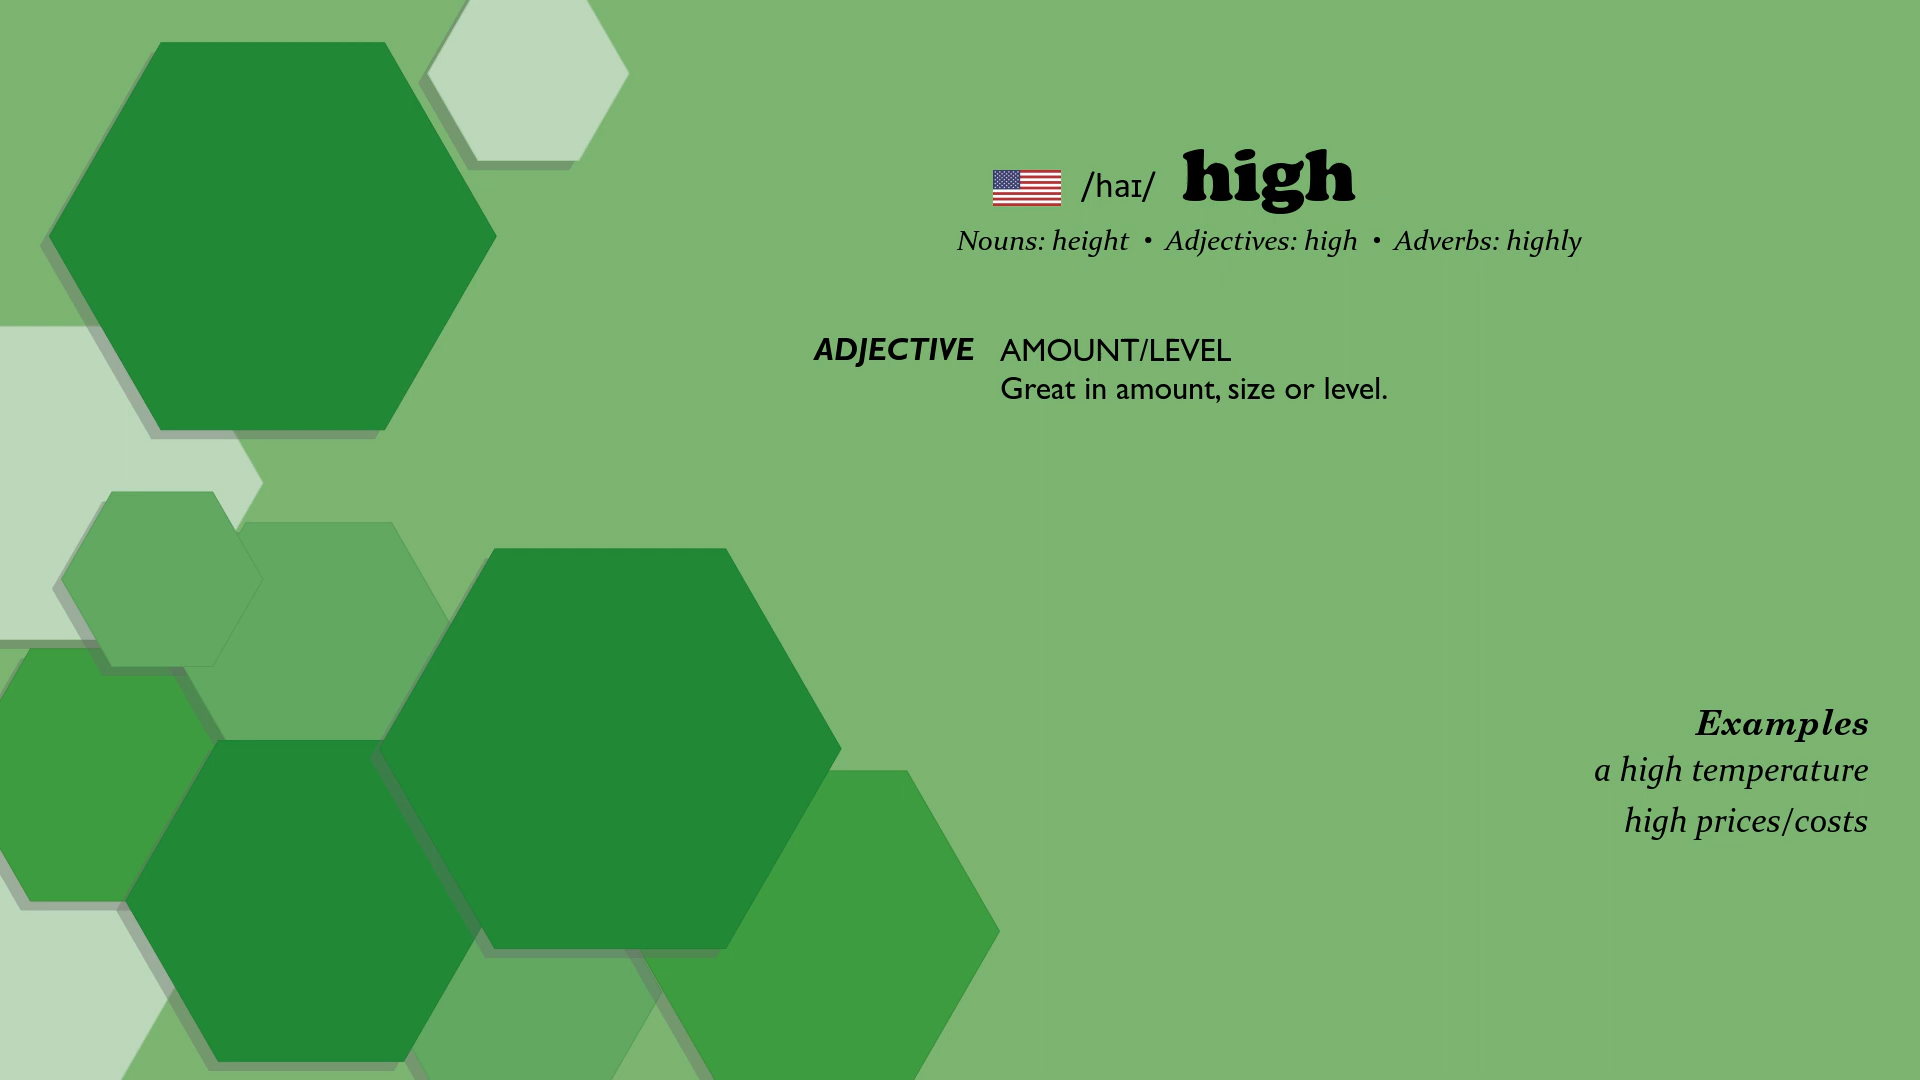 /haɪ/ high
Nouns: height • Adjectives: high • Adverbs: highly
ADJECTIVE AMOUNT/LEVEL
Great in amount, size or level.
Examples
a high temperature
high prices/costs